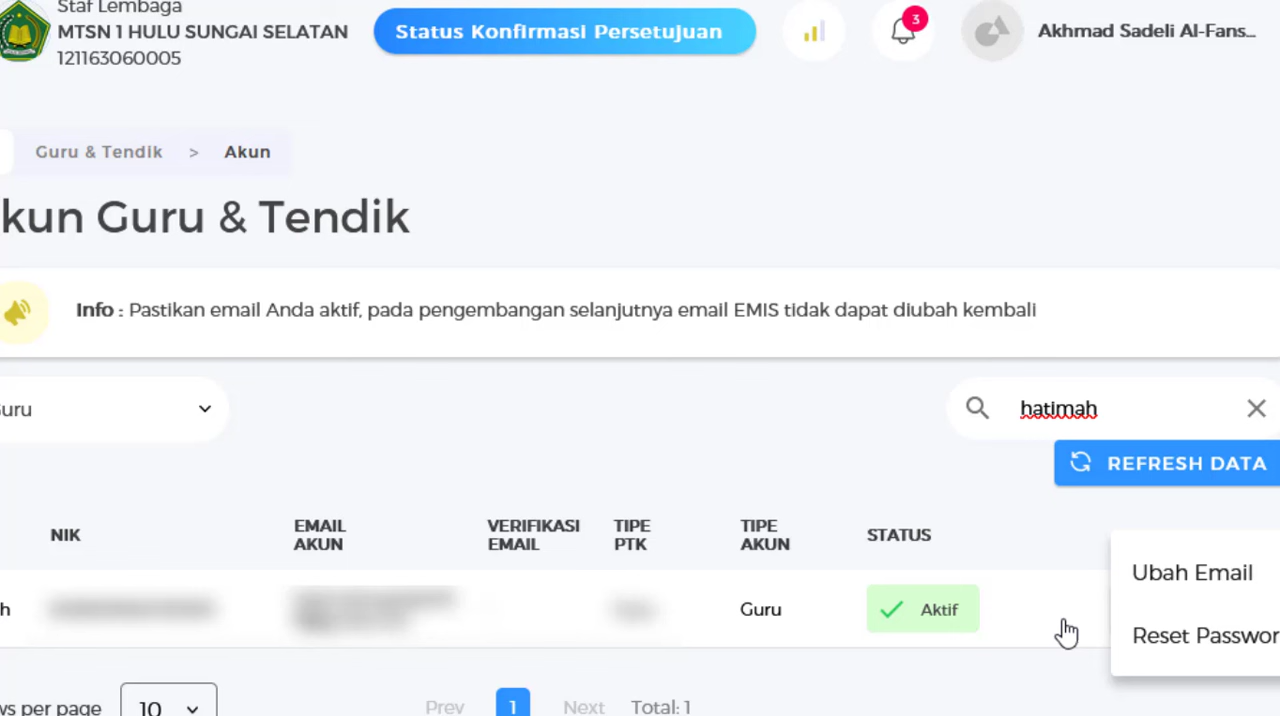 Staf Lembaga
MTSN 1 HULU SUNGAI SELATAN
121163060005
Status Konfirmasi Persetujuan
3
Akhmad Sadeli Al-Fans...
Guru & Tendik > Akun
kun Guru & Tendik
Info : Pastikan email Anda aktif, pada pengembangan selanjutnya email EMIS tidak dapat diubah kembali
uru
hatimah
REFRESH DATA
NIK
EMAIL
AKUN
VERIFIKASI
EMAIL
TIPE
PTK
TIPE
AKUN
STATUS
h
Guru
Aktif
Ubah Email
Reset Passwor
ws per page
10
Prev
1
Next
Total: 1